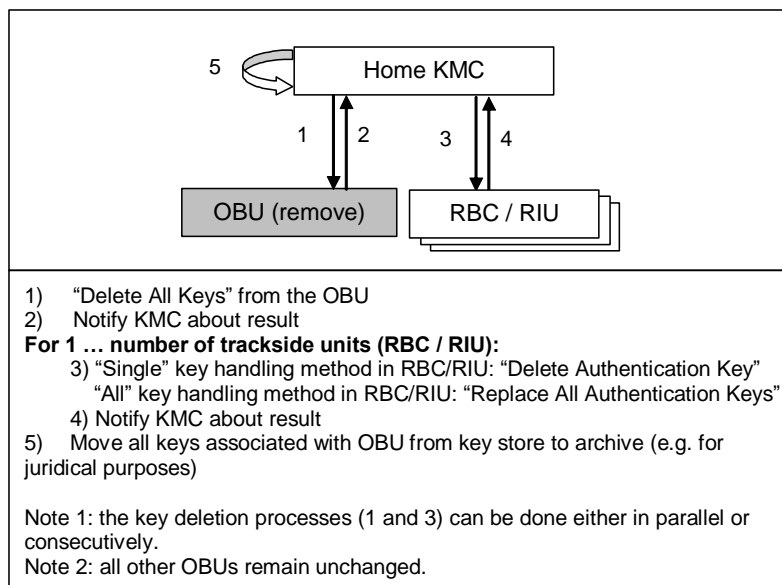 5
Home KMC
1
2
3
4
OBU (remove)
RBC / RIU
1) “Delete All Keys” from the OBU
2) Notify KMC about result
For 1 … number of trackside units (RBC / RIU):
3) “Single” key handling method in RBC/RIU: “Delete Authentication Key”
“All” key handling method in RBC/RIU: “Replace All Authentication Keys”
4) Notify KMC about result
5) Move all keys associated with OBU from key store to archive (e.g. for
juridical purposes)
Note 1: the key deletion processes (1 and 3) can be done either in parallel or
consecutively.
Note 2: all other OBUs remain unchanged.